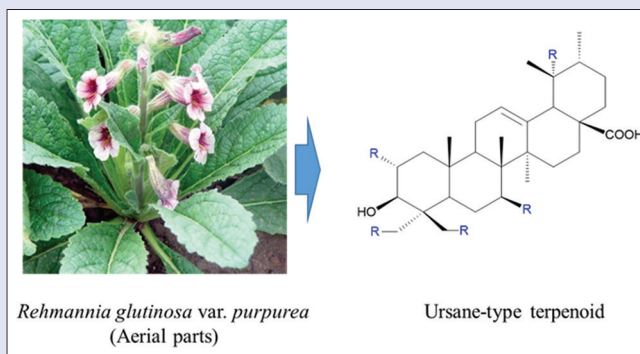 R
R
COOH
R
HO
R
R
Rehmannia glutinosa var. purpurea
(Aerial parts)
Ursane-type terpenoid